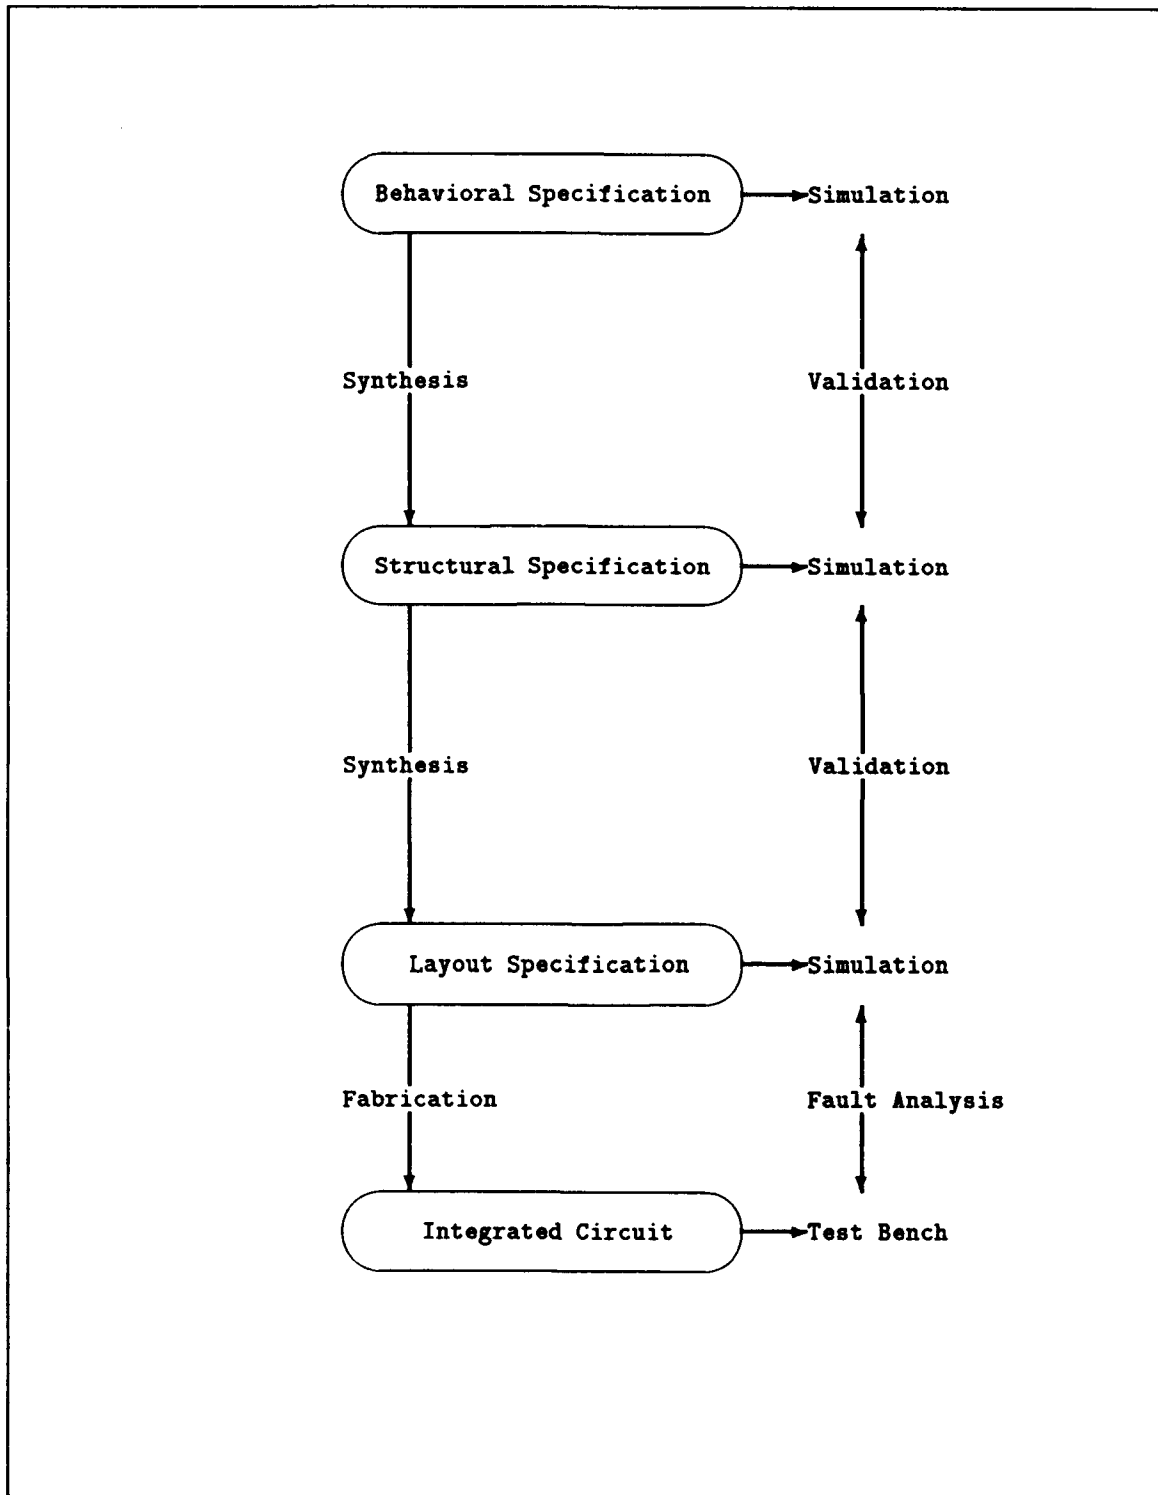 Behavioral Specification
Simulation
Synthesis
Validation
Structural Specification
Simulation
Synthesis
Validation
Layout Specification
Simulation
Fabrication
Fault Analysis
Integrated Circuit
Test Bench